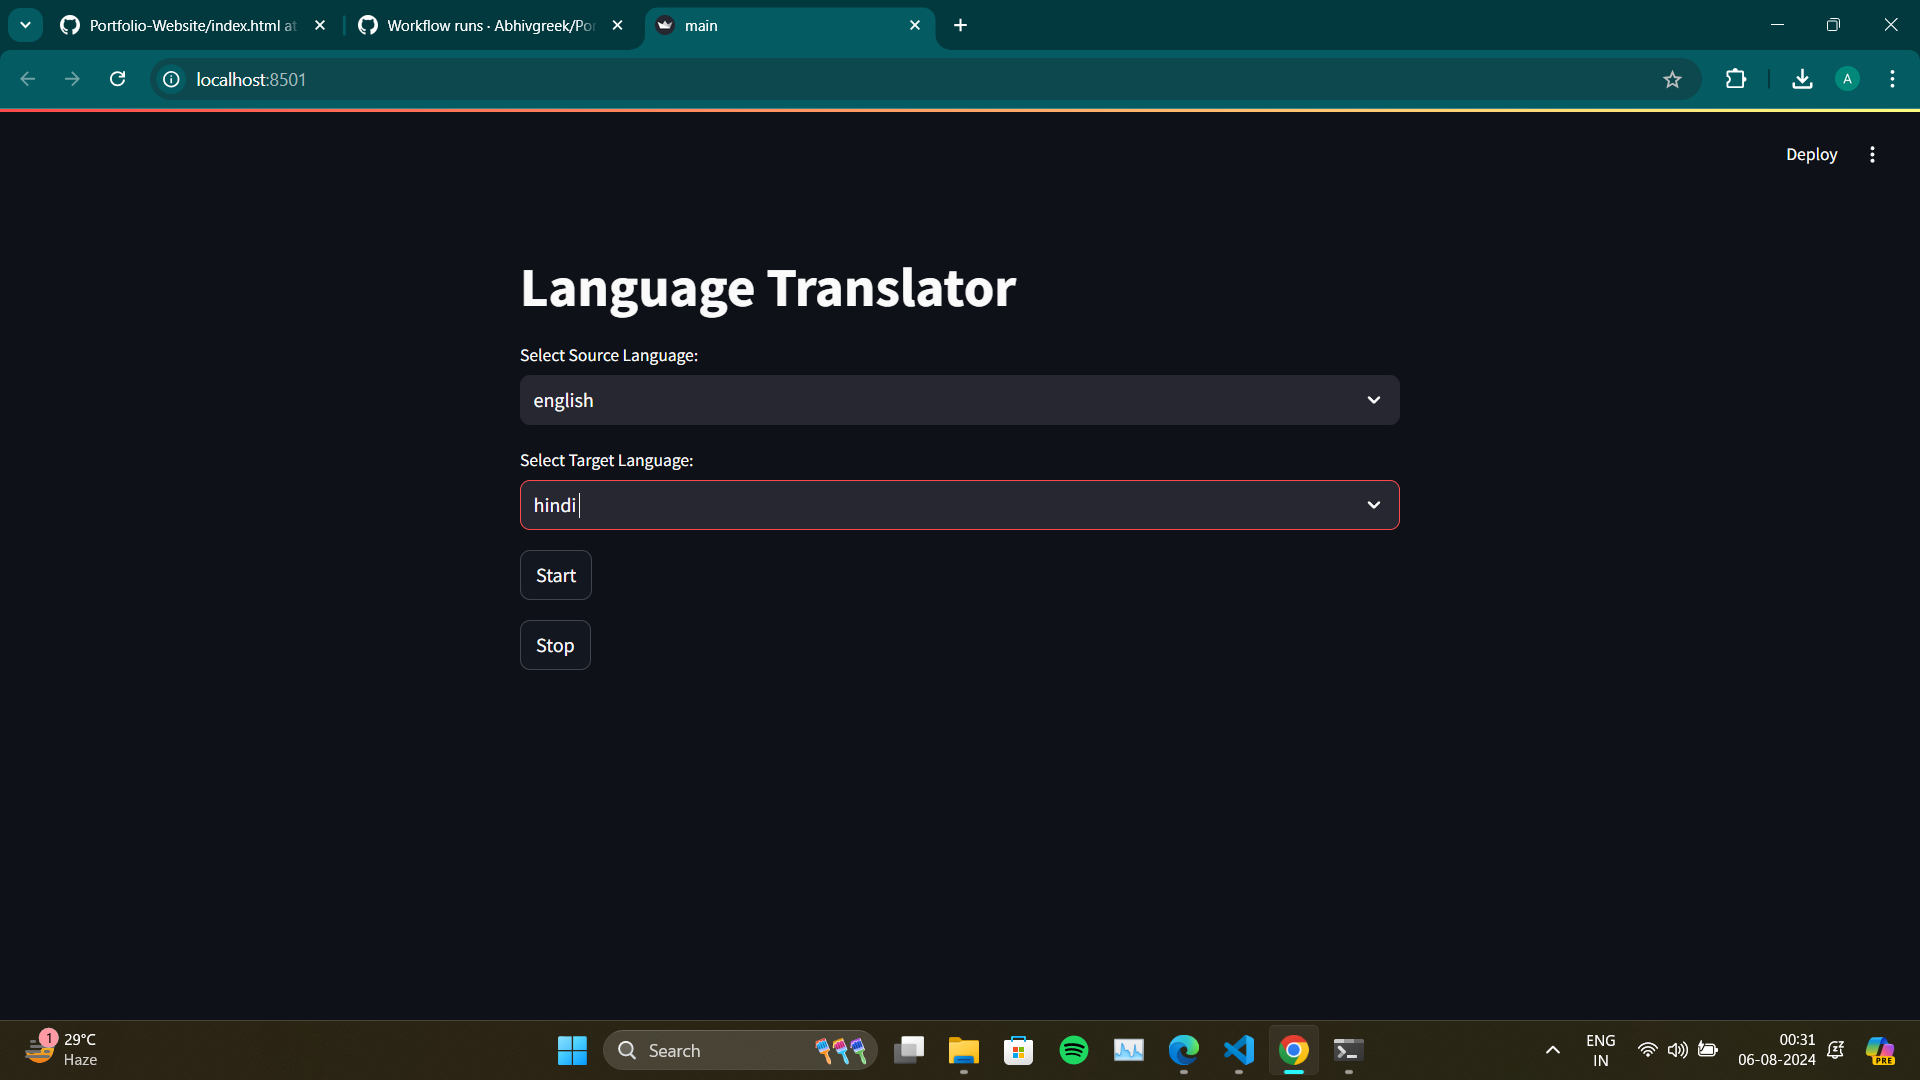 Portfolio-Website/index.html at
Workflow runs · Abhivgreek/Por
main
localhost:8501
A
Deploy
Language Translator
Select Source Language:
english
Select Target Language:
hindi
Start
Stop
1
29°C
Haze
Search
ENG
IN
00:31
06-08-2024
PRE